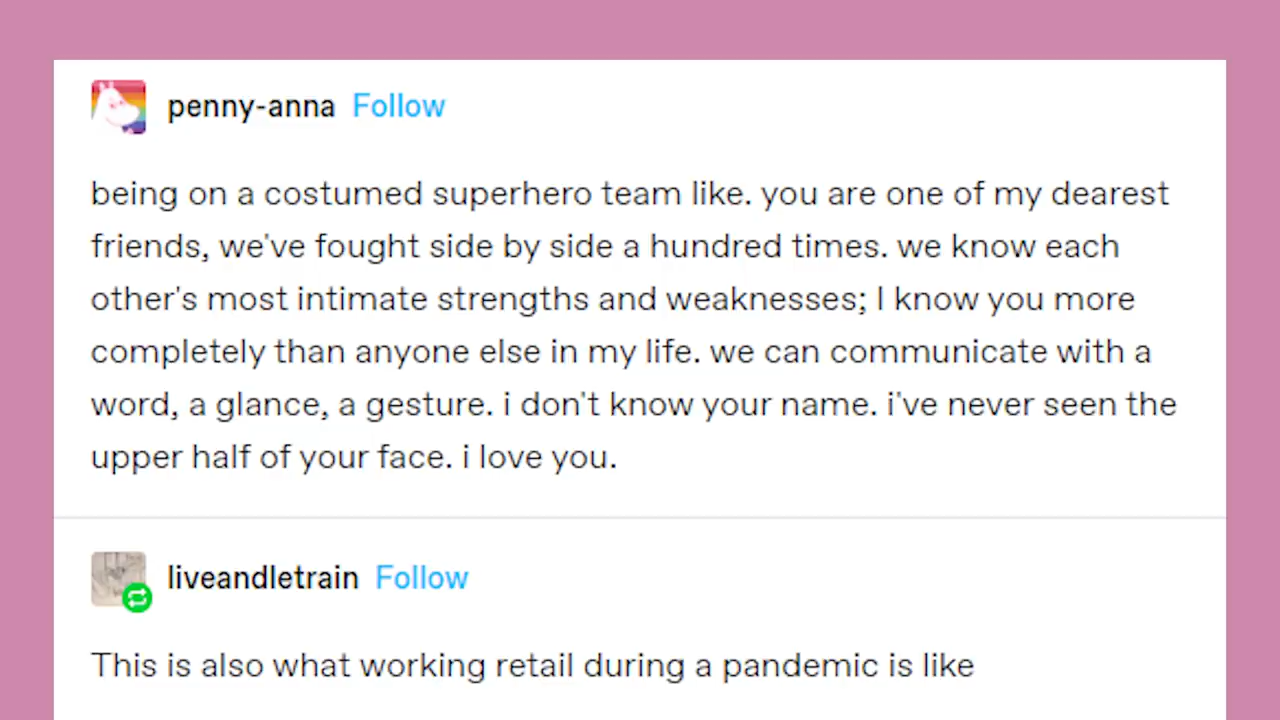 penny-anna Follow
being on a costumed superhero team like. you are one of my dearest
friends, we've fought side by side a hundred times. we know each
other's most intimate strengths and weaknesses; I know you more
completely than anyone else in my life. we can communicate with a
word, a glance, a gesture. i don't know your name. i've never seen the
upper half of your face. i love you.
liveandletrain Follow
This is also what working retail during a pandemic is like